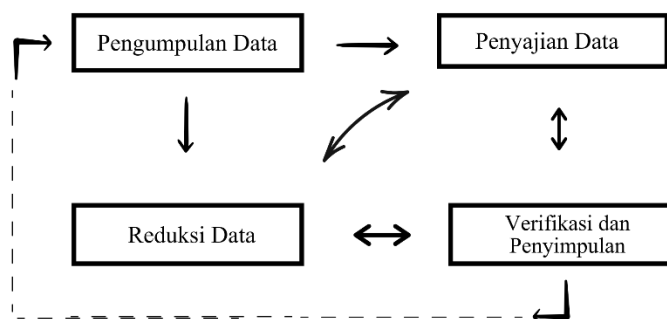 Pengumpulan Data
Penyajian Data
Reduksi Data
Verifikasi dan
Penyimpulan